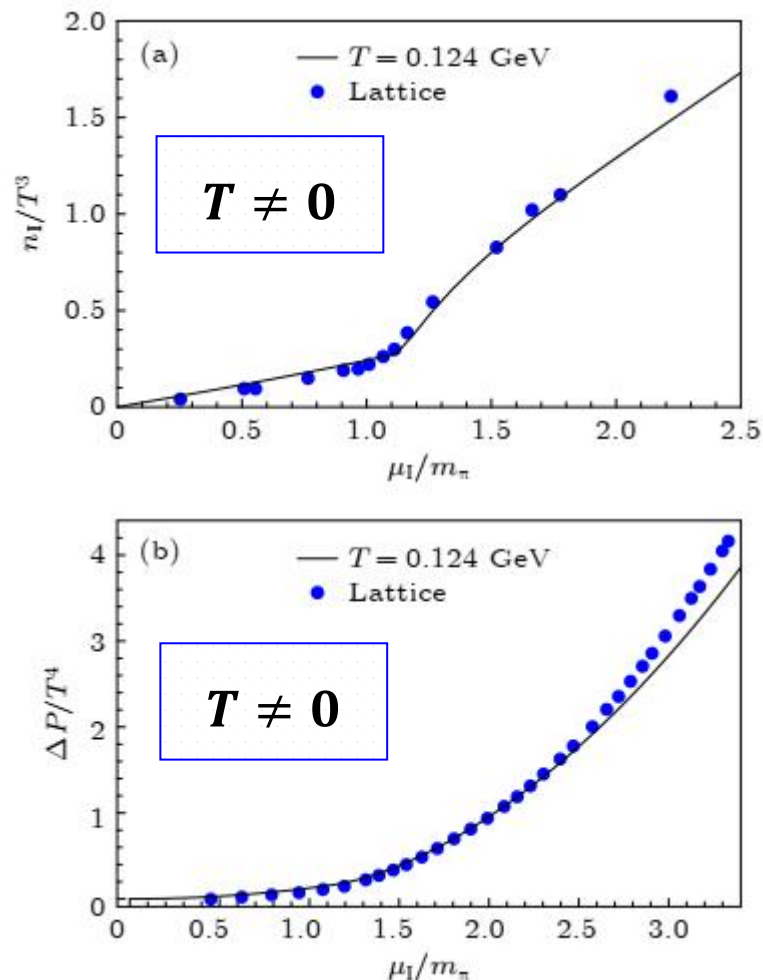 2.0
(a)
T = 0.124 GeV
Lattice
1.5
T ≠ 0
n_I/T³
1.0
0.5
0
0 0.5 1.0 1.5 2.0 2.5
μ_I/m_π
(b)
T = 0.124 GeV
Lattice
4
3
T ≠ 0
ΔP/T⁴
2
1
0
0 0.5 1.0 1.5 2.0 2.5 3.0
μ_I/m_π